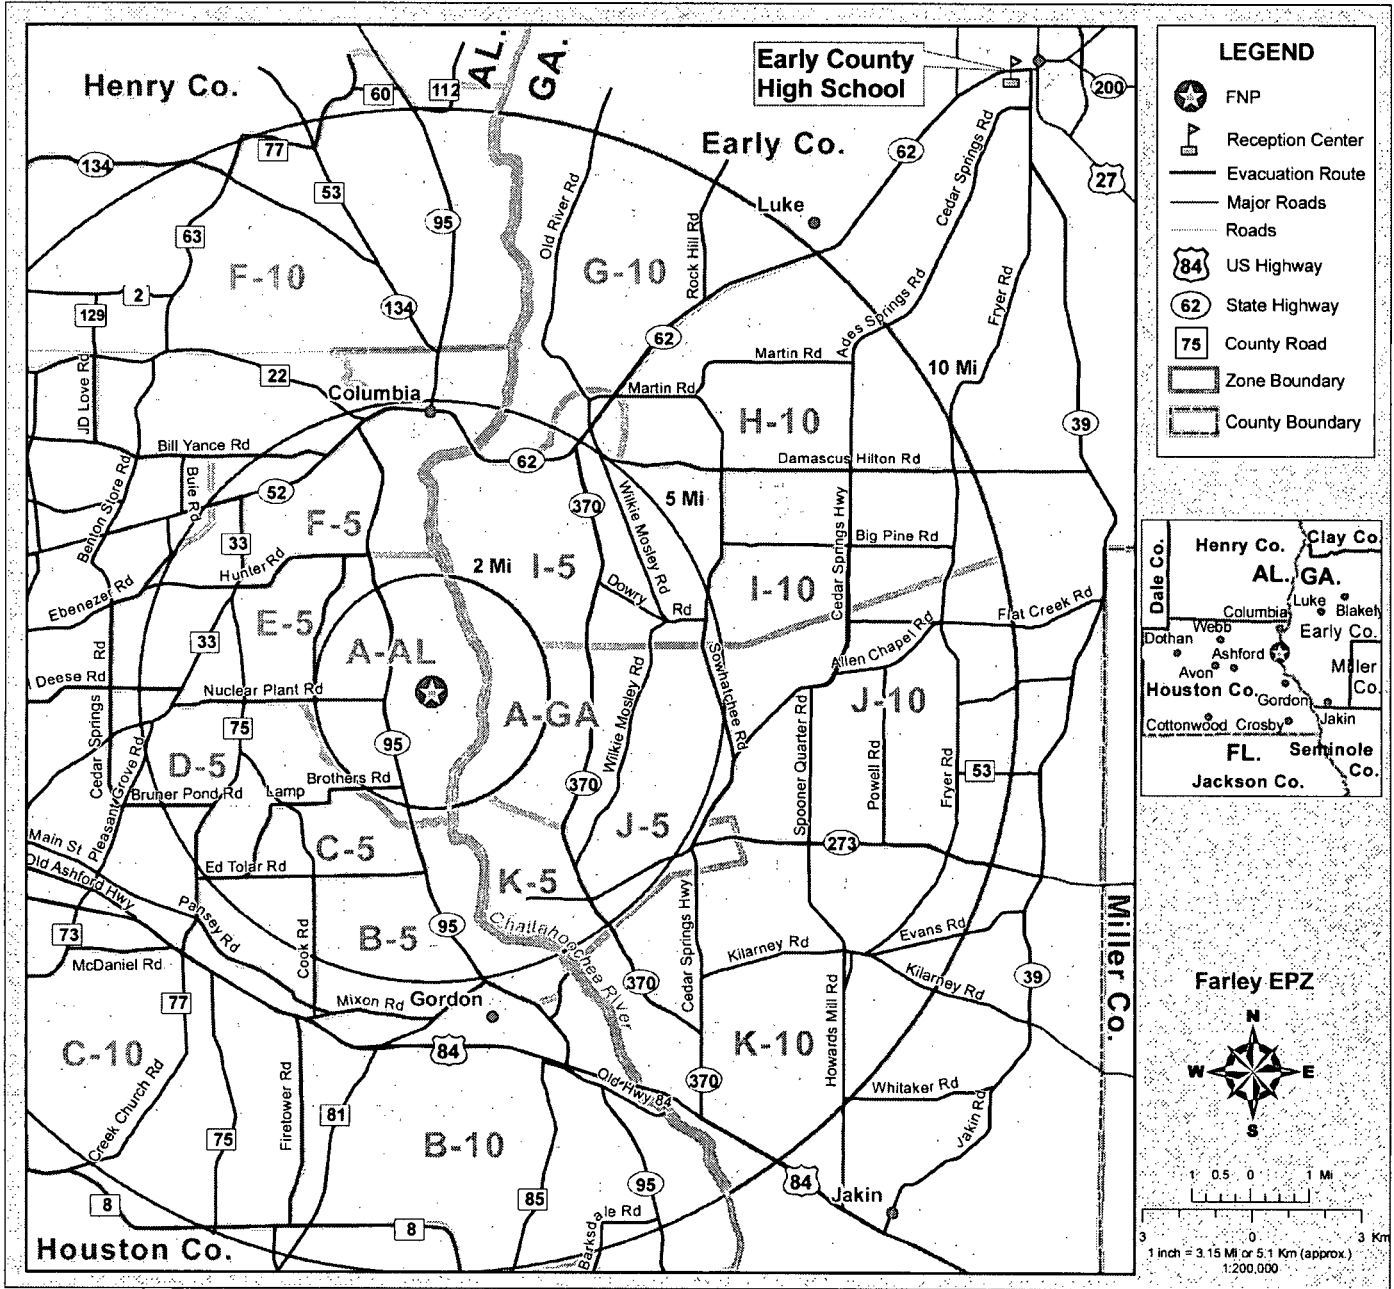 Henry Co.
60
112
AL.
GA.
Early County
High School
200
Early Co.
62
Cedar Springs Rd
27
134
77
53
95
Old River Rd
Rock Hill Rd
Luke
63
F-10
G-10
2
129
134
62
Ades Springs Rd
Fryer Rd
Martin Rd
10 Mi
JD Love Rd
22
Columbia
Martin Rd
H-10
39
Bill Yance Rd
62
Damascus Hilton Rd
Benton Store Rd
Buie Rd
52
370
Wilkie Mosley Rd
5 Mi
Cedar Springs Hwy
F-5
33
Hunter Rd
2 Mi
I-5
Big Pine Rd
Ebenezer Rd
Dowry
Rd
I-10
Flat Creek Rd
E-5
33
A-AL
Allen Chapel Rd
Rd
Deese Rd
Nuclear Plant Rd
Sowhatchee Rd
J-10
Cedar Springs
75
A-GA
Wilkie Mosley Rd
95
Spooner Quarter Rd
Powell Rd
Fryer Rd
53
Pleasant Grove Rd
D-5
Brothers Rd
Lamp
370
Bruner Pond Rd
J-5
Main St
C-5
273
Old Ashford Hwy
Ed Tolar Rd
K-5
Pansey Rd
95
Chattahoochee River
Cedar Springs Hwy
Miller Co.
73
B-5
Evans Rd
McDaniel Rd
Cook Rd
Kilarney Rd
Kilarney Rd
39
77
Mixon Rd
Gordon
370
C-10
84
K-10
Howards Mill Rd
Creek Church Rd
Firetower Rd
81
Old Hwy 84
370
Whitaker Rd
75
B-10
Jakin Rd
8
85
95
84
Jakin
8
Barksdale Rd
Houston Co.
LEGEND
FNP
Reception Center
Evacuation Route
Major Roads
Roads
84 US Highway
62 State Highway
75 County Road
Zone Boundary
County Boundary
Dale Co.
Henry Co.
Clay Co.
AL.
GA.
Luke
Columbia
Blakely
Webb
Early Co.
Dothan
Ashford
Avon
Miller
Co.
Houston Co.
Gordon
Cottonwood
Crosby
Jakin
FL.
Seminole
Co.
Jackson Co.
Farley EPZ
N
W
E
S
1 0.5 0 1 Mi
3 0 3 Km
1 inch = 3.15 Mi or 5.1 Km (approx.)
1:200,000